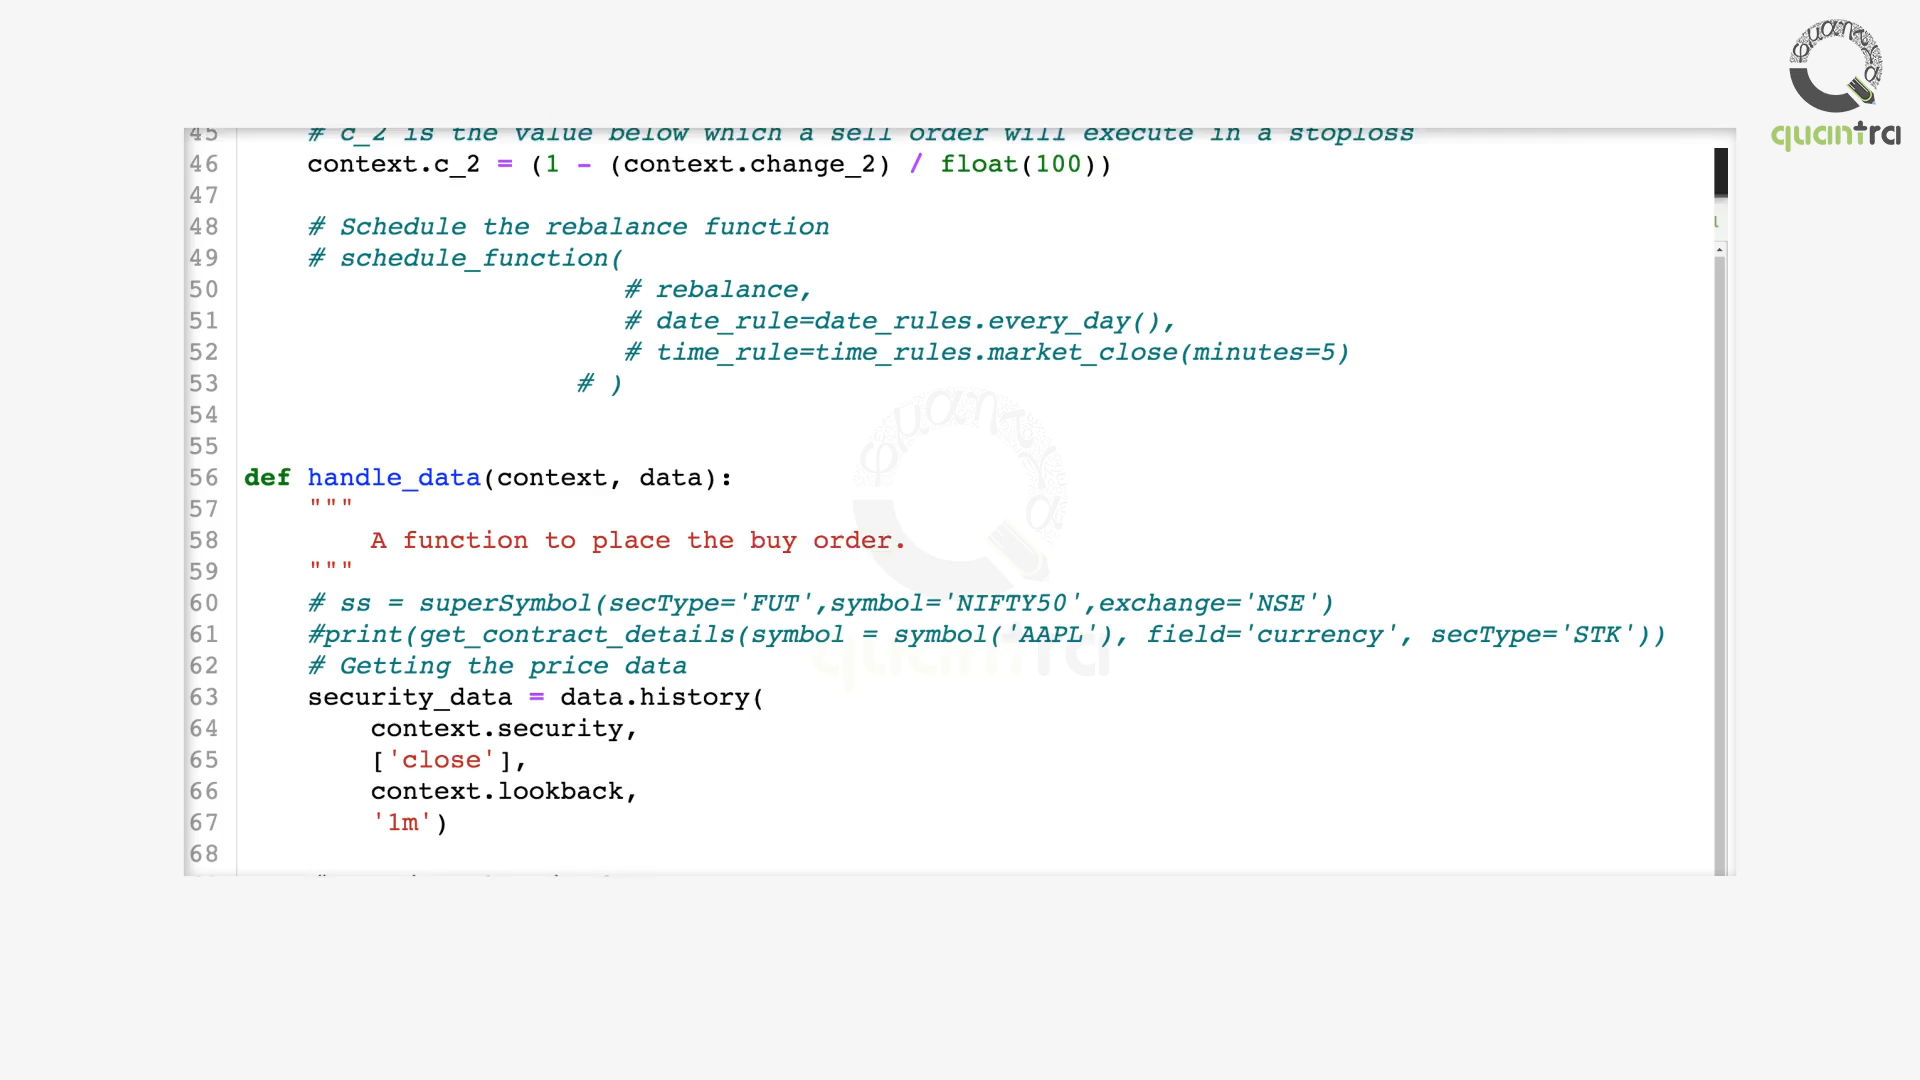 quantra
45 # c_2 is the value below which a sell order will execute in a stoploss
46 context.c_2 = (1 - (context.change_2) / float(100))
47
48 # Schedule the rebalance function
49 # schedule_function(
50 # rebalance,
51 # date_rule=date_rules.every_day(),
52 # time_rule=time_rules.market_close(minutes=5)
53 # )
54
55
56 def handle_data(context, data):
57 """
58 A function to place the buy order.
59 """
60 # ss = superSymbol(secType='FUT',symbol='NIFTY50',exchange='NSE')
61 #print(get_contract_details(symbol = symbol('AAPL'), field='currency', secType='STK'))
62 # Getting the price data
63 security_data = data.history(
64 context.security,
65 ['close'],
66 context.lookback,
67 '1m')
68
quantra